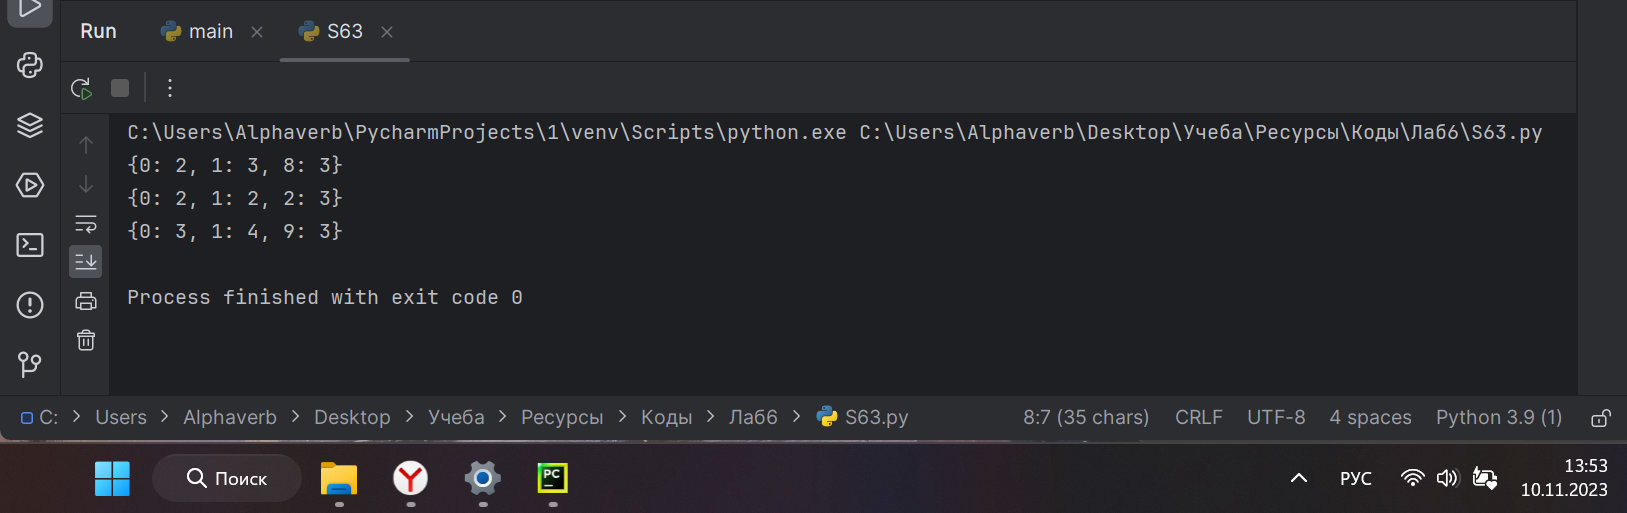 Run main S63
C:\Users\Alphaverb\PycharmProjects\1\venv\Scripts\python.exe C:\Users\Alphaverb\Desktop\Учеба\Ресурсы\Коды\Лаб6\S63.py
{0: 2, 1: 3, 8: 3}
{0: 2, 1: 2, 2: 3}
{0: 3, 1: 4, 9: 3}
Process finished with exit code 0
C: > Users > Alphaverb > Desktop > Учеба > Ресурсы > Коды > Лаб6 > S63.py 8:7 (35 chars) CRLF UTF-8 4 spaces Python 3.9 (1)
Поиск PC РУС 13:53
10.11.2023